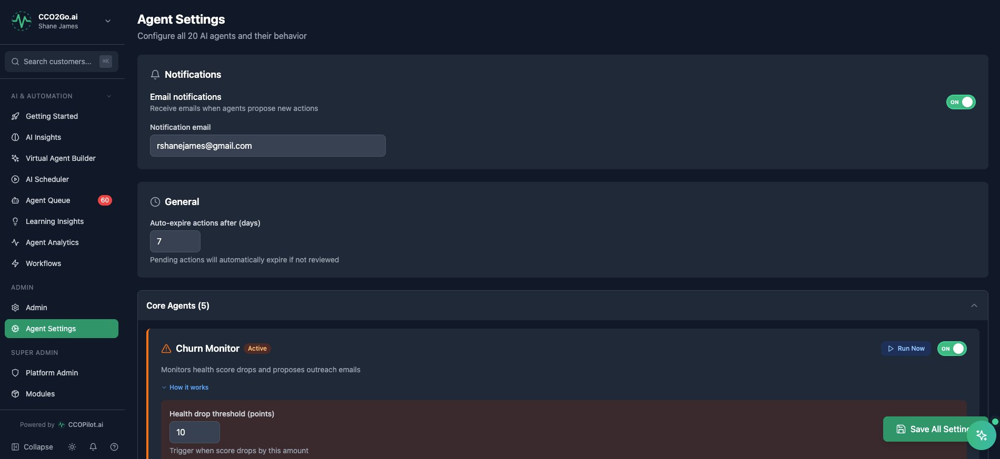 CCO2Go.ai
Shane James
Search customers...
⌘K
AI & AUTOMATION
Getting Started
AI Insights
Virtual Agent Builder
AI Scheduler
Agent Queue
60
Learning Insights
Agent Analytics
Workflows
ADMIN
Admin
Agent Settings
SUPER ADMIN
Platform Admin
Modules
Powered by CCOPilot.ai
Collapse
Agent Settings
Configure all 20 AI agents and their behavior
Notifications
Email notifications
Receive emails when agents propose new actions
ON
Notification email
rshanejames@gmail.com
General
Auto-expire actions after (days)
7
Pending actions will automatically expire if not reviewed
Core Agents (5)
Churn Monitor Active
Run Now
ON
Monitors health score drops and proposes outreach emails
How it works
Health drop threshold (points)
10
Trigger when score drops by this amount
Save All Setting